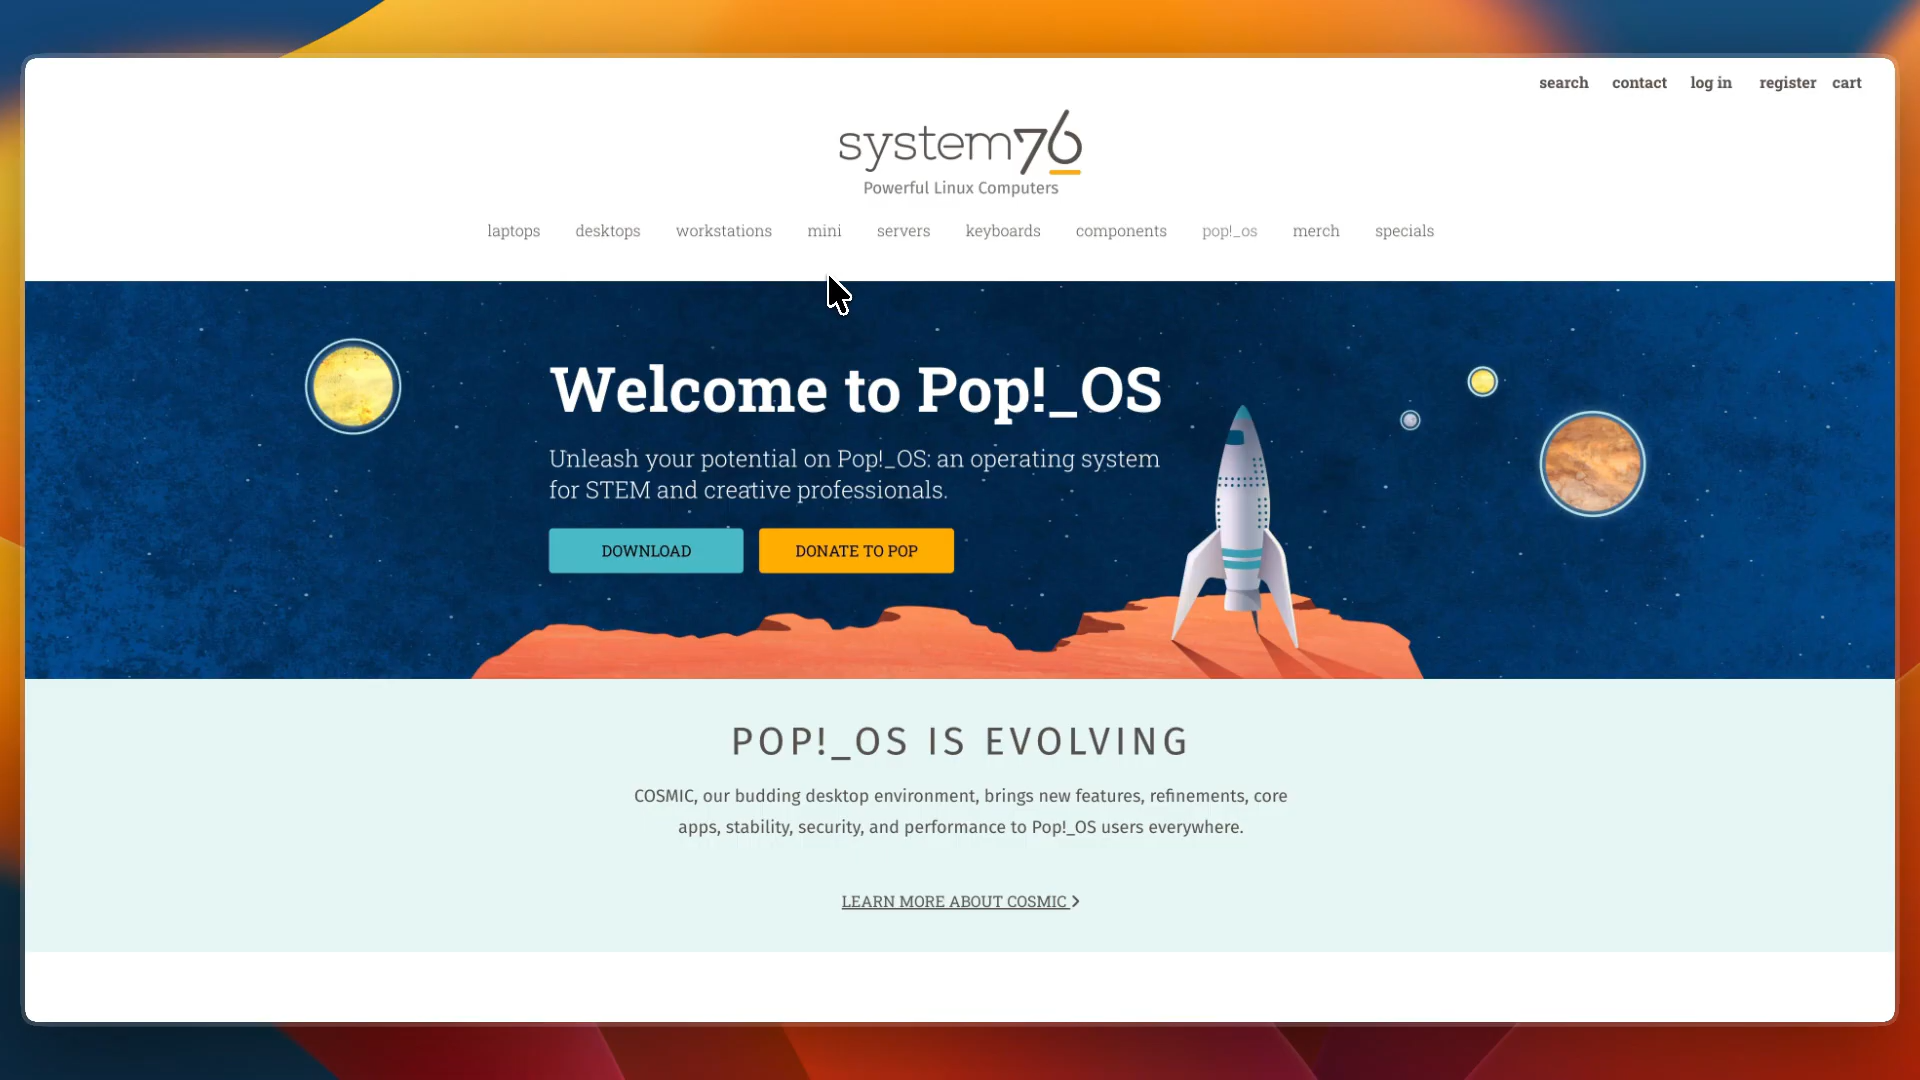 search contact log in register cart
system76
Powerful Linux Computers
laptops desktops workstations mini servers keyboards components pop!_os merch specials
Welcome to Pop!_OS
Unleash your potential on Pop!_OS: an operating system
for STEM and creative professionals.
DOWNLOAD DONATE TO POP
POP!_OS IS EVOLVING
COSMIC, our budding desktop environment, brings new features, refinements, core
apps, stability, security, and performance to Pop!_OS users everywhere.
LEARN MORE ABOUT COSMIC